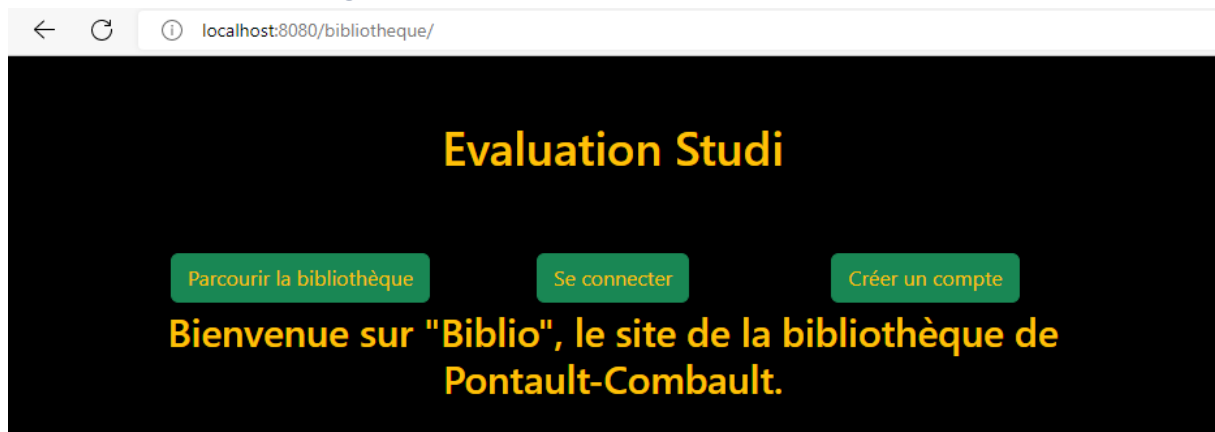 localhost:8080/bibliotheque/
Evaluation Studi
Parcourir la bibliothèque
Se connecter
Créer un compte
Bienvenue sur "Biblio", le site de la bibliothèque de
Pontault-Combault.